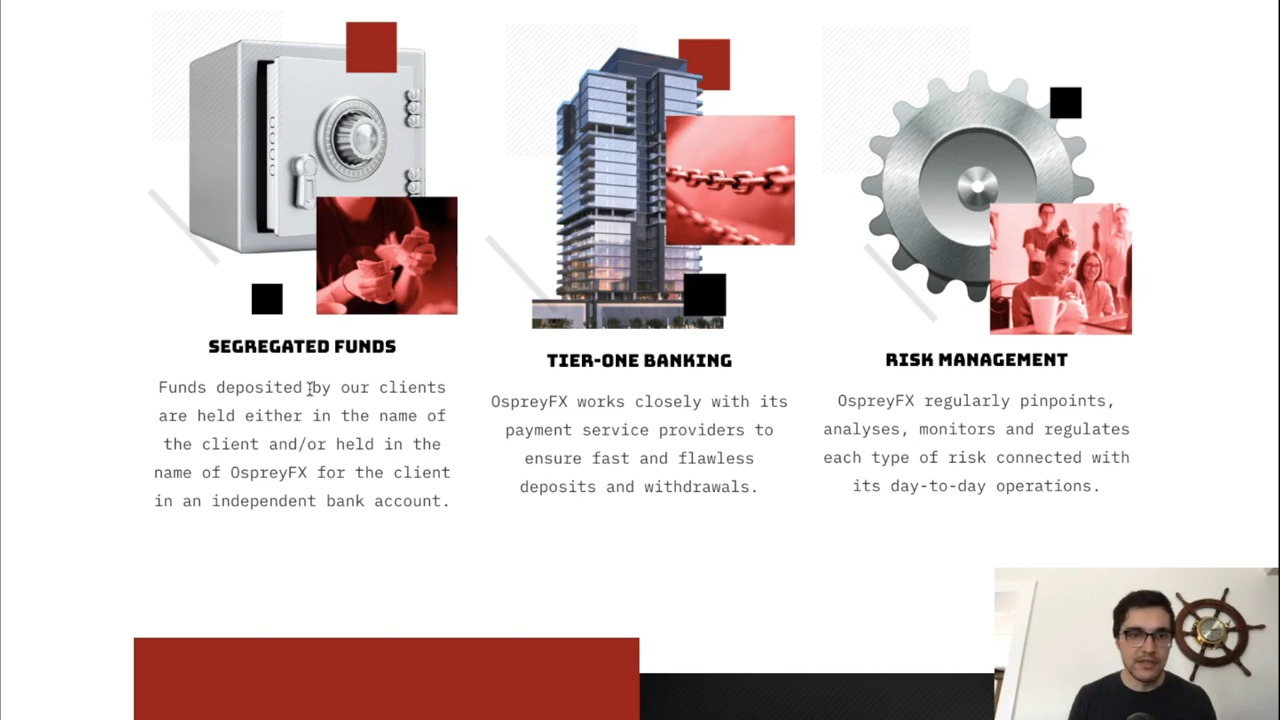 SEGREGATED FUNDS
Funds deposited by our clients
are held either in the name of
the client and/or held in the
name of OspreyFX for the client
in an independent bank account.
TIER-ONE BANKING
OspreyFX works closely with its
payment service providers to
ensure fast and flawless
deposits and withdrawals.
RISK MANAGEMENT
OspreyFX regularly pinpoints,
analyses, monitors and regulates
each type of risk connected with
its day-to-day operations.